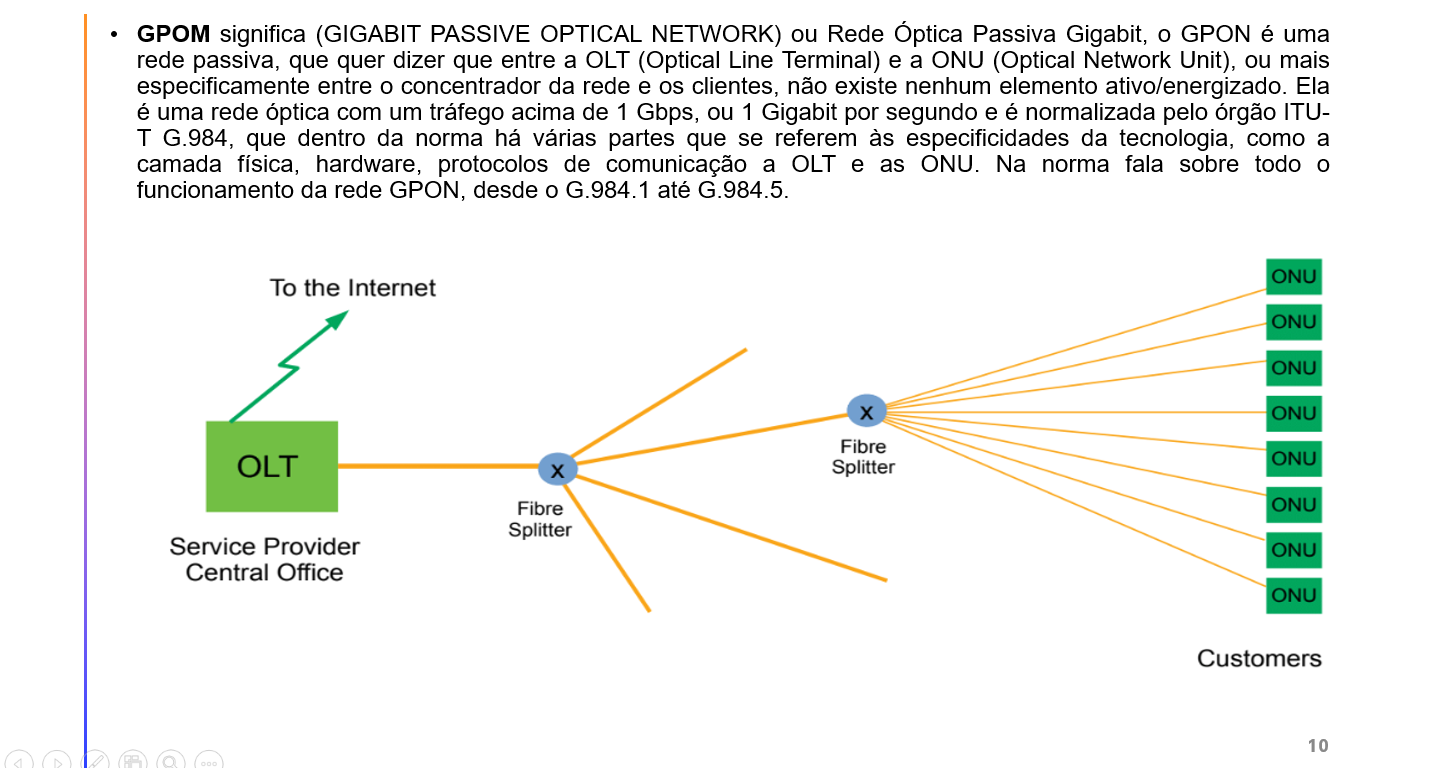 • GPOM significa (GIGABIT PASSIVE OPTICAL NETWORK) ou Rede Óptica Passiva Gigabit, o GPON é uma
rede passiva, que quer dizer que entre a OLT (Optical Line Terminal) e a ONU (Optical Network Unit), ou mais
especificamente entre o concentrador da rede e os clientes, não existe nenhum elemento ativo/energizado. Ela
é uma rede óptica com um tráfego acima de 1 Gbps, ou 1 Gigabit por segundo e é normalizada pelo órgão ITU-
T G.984, que dentro da norma há várias partes que se referem às especificidades da tecnologia, como a
camada física, hardware, protocolos de comunicação a OLT e as ONU. Na norma fala sobre todo o
funcionamento da rede GPON, desde o G.984.1 até G.984.5.
To the Internet
OLT
Service Provider
Central Office
X
Fibre
Splitter
X
Fibre
Splitter
ONU
ONU
ONU
ONU
ONU
ONU
ONU
ONU
Customers
10